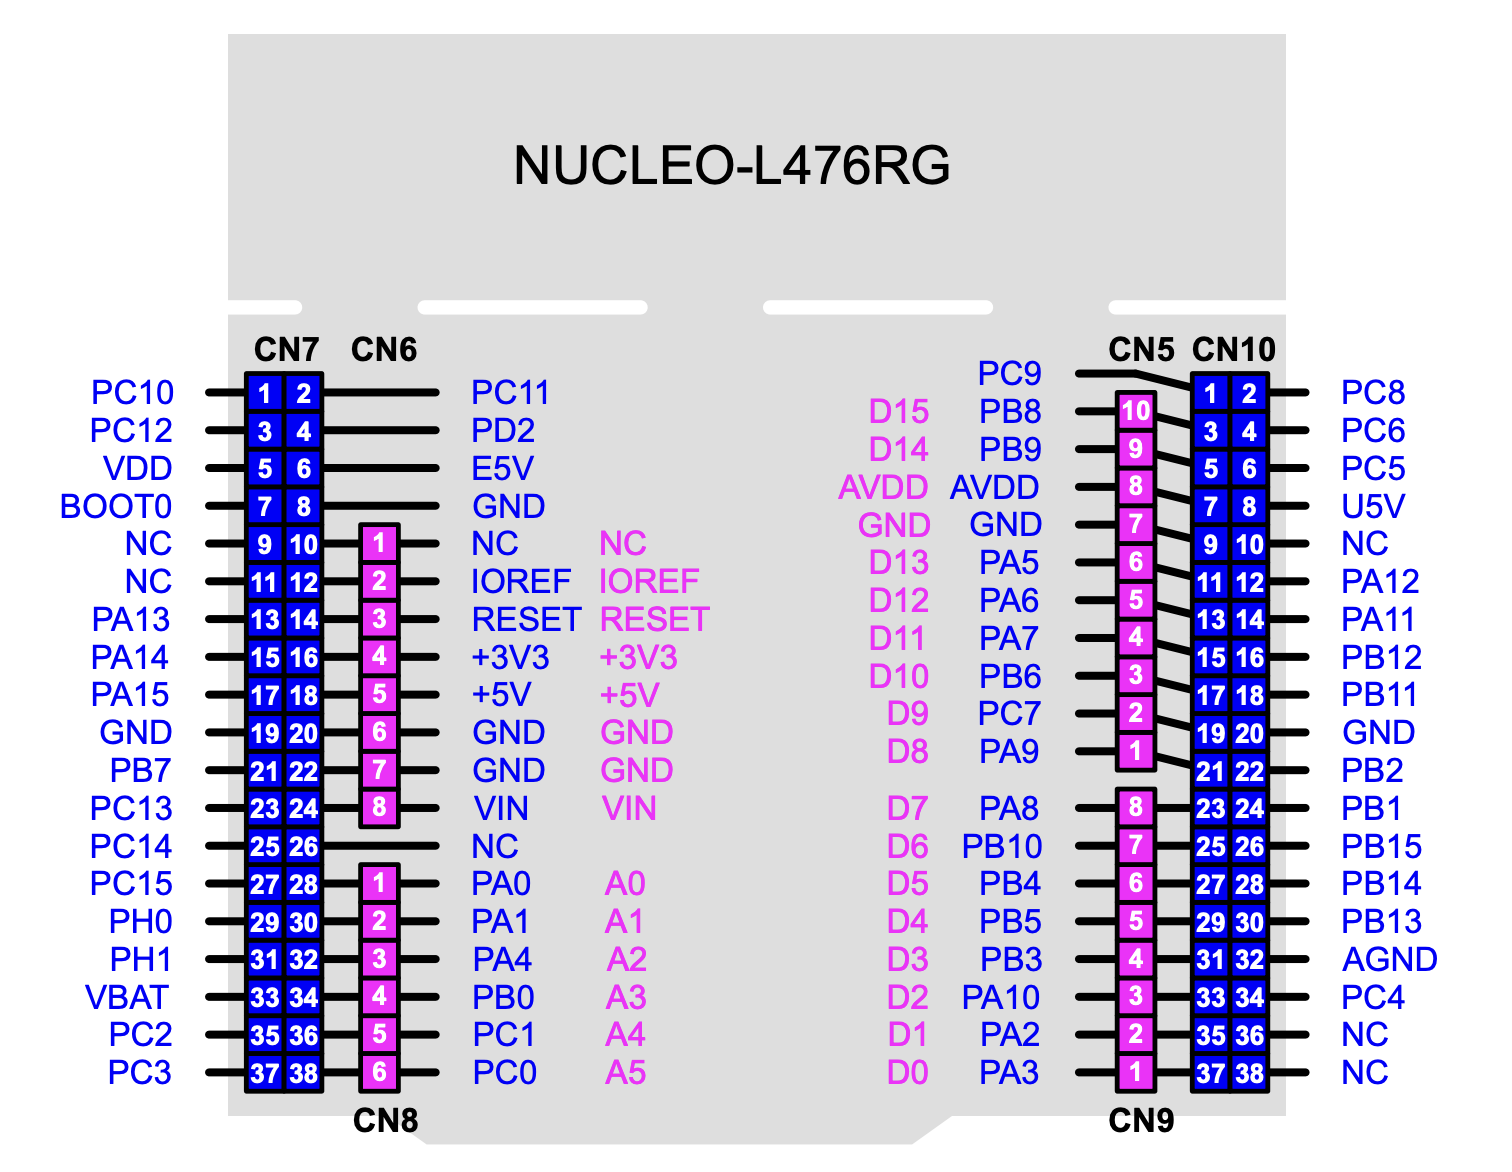 NUCLEO-L476RG
CN7 CN6 CN5 CN10
PC9
PC10 1 2 PC11 1 2 PC8
D15 PB8 10
PC12 3 4 PD2 3 4 PC6
D14 PB9 9
VDD 5 6 E5V 5 6 PC5
AVDD AVDD 8
BOOT0 7 8 GND 7 8 U5V
GND GND 7
NC 9 10 1 NC NC 9 10 NC
D13 PA5 6
NC 11 12 2 IOREF IOREF 11 12 PA12
D12 PA6 5
PA13 13 14 3 RESET RESET 13 14 PA11
D11 PA7 4
PA14 15 16 4 +3V3 +3V3 15 16 PB12
D10 PB6 3
PA15 17 18 5 +5V +5V 17 18 PB11
D9 PC7 2
GND 19 20 6 GND GND 19 20 GND
D8 PA9 1
PB7 21 22 7 GND GND 21 22 PB2
PC13 23 24 8 VIN VIN D7 PA8 8 23 24 PB1
PC14 25 26 NC D6 PB10 7 25 26 PB15
PC15 27 28 1 PA0 A0 D5 PB4 6 27 28 PB14
PH0 29 30 2 PA1 A1 D4 PB5 5 29 30 PB13
PH1 31 32 3 PA4 A2 D3 PB3 4 31 32 AGND
VBAT 33 34 4 PB0 A3 D2 PA10 3 33 34 PC4
PC2 35 36 5 PC1 A4 D1 PA2 2 35 36 NC
PC3 37 38 6 PC0 A5 D0 PA3 1 37 38 NC
CN8 CN9